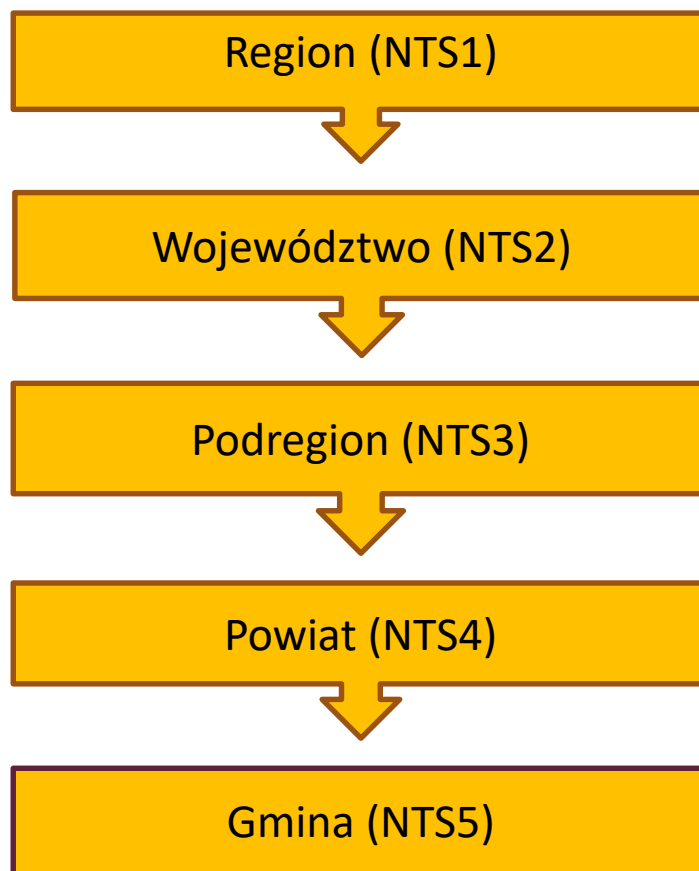 Region (NTS1)
Województwo (NTS2)
Podregion (NTS3)
Powiat (NTS4)
Gmina (NTS5)